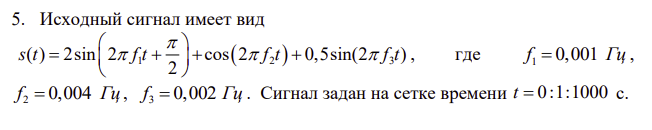 5. Исходный сигнал имеет вид
s(t) = 2sin(2πf₁t + π/2) + cos(2πf₂t) + 0,5sin(2πf₃t), где f₁ = 0,001 Гц,
f₂ = 0,004 Гц, f₃ = 0,002 Гц. Сигнал задан на сетке времени t = 0:1:1000 с.